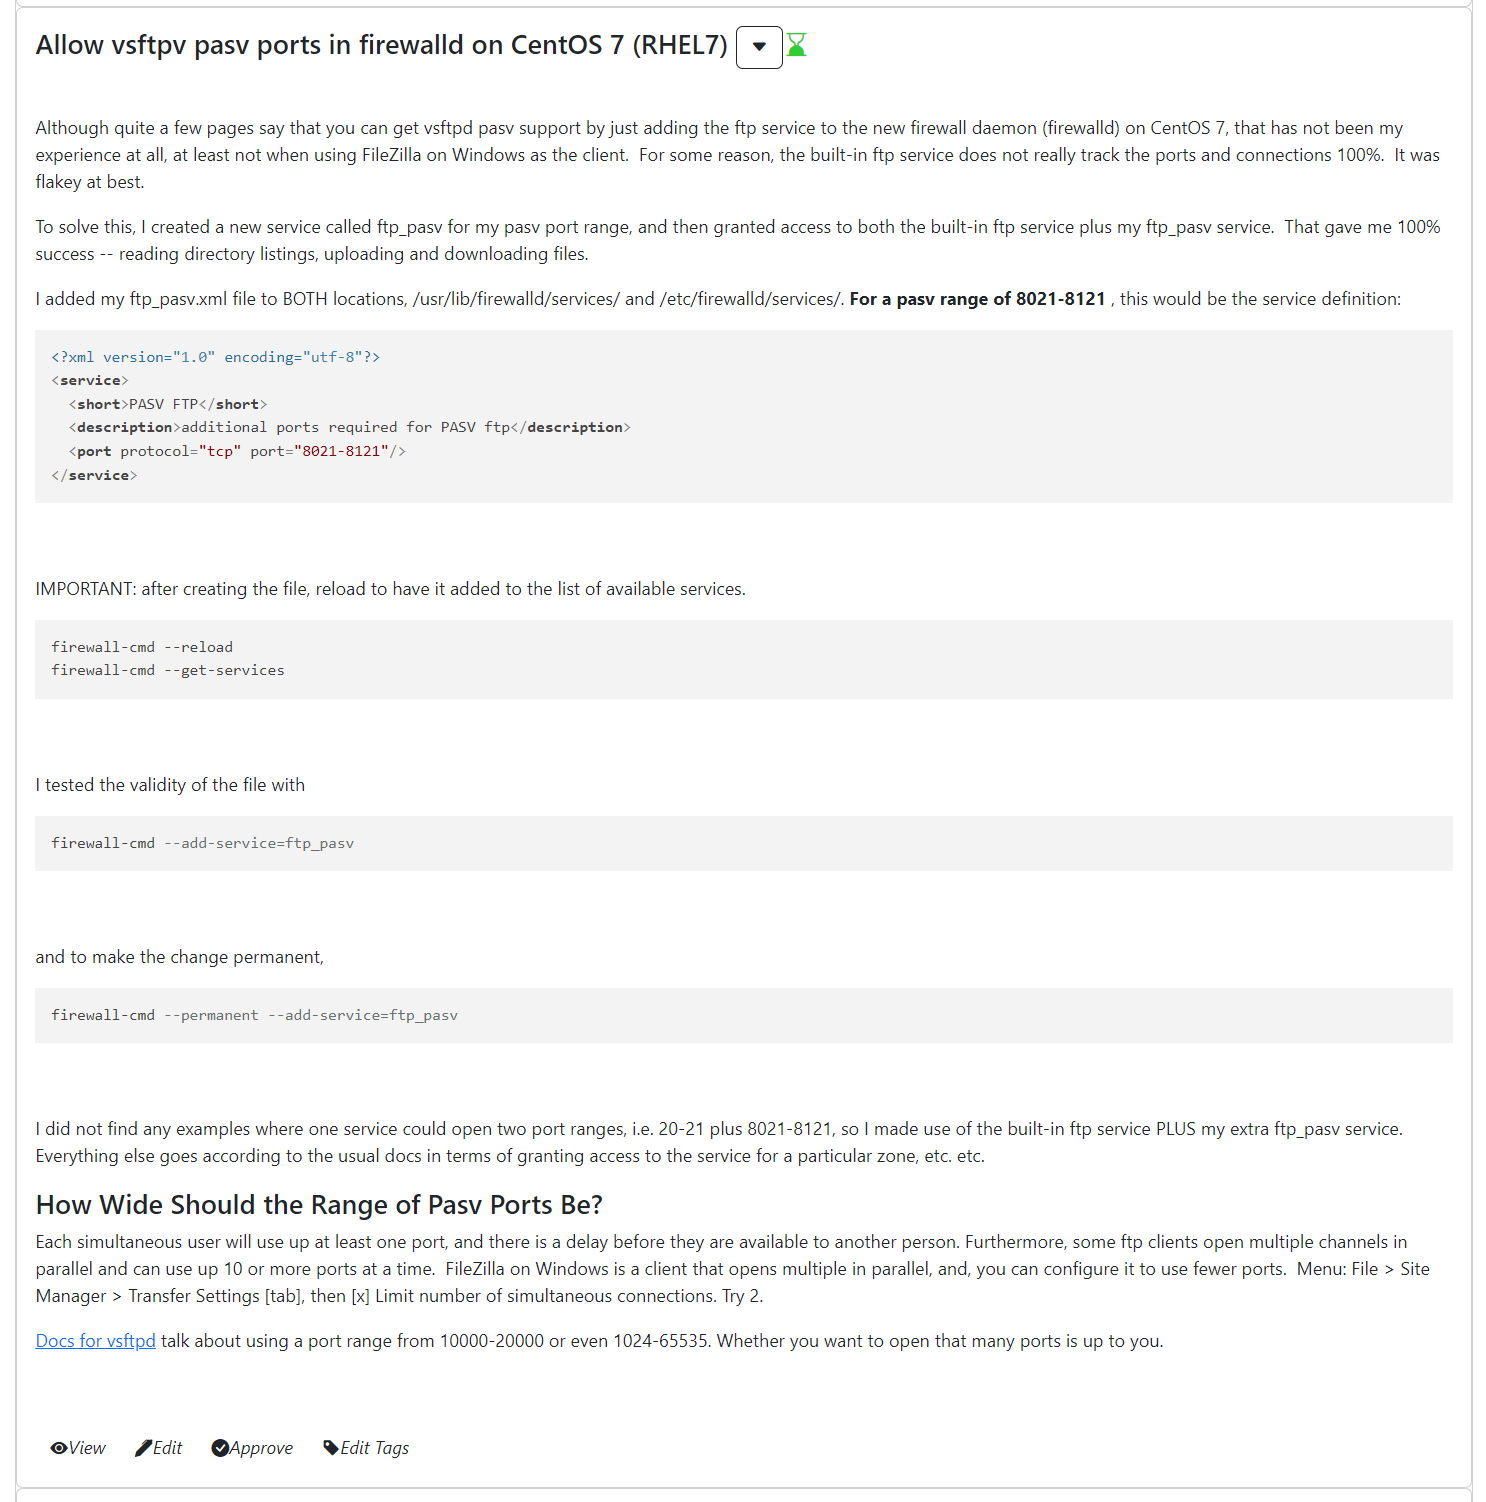 Allow vsftpv pasv ports in firewalld on CentOS 7 (RHEL7)
Although quite a few pages say that you can get vsftpd pasv support by just adding the ftp service to the new firewall daemon (firewalld) on CentOS 7, that has not been my
experience at all, at least not when using FileZilla on Windows as the client.  For some reason, the built-in ftp service does not really track the ports and connections 100%.  It was
flakey at best.
To solve this, I created a new service called ftp_pasv for my pasv port range, and then granted access to both the built-in ftp service plus my ftp_pasv service.  That gave me 100%
success -- reading directory listings, uploading and downloading files.
I added my ftp_pasv.xml file to BOTH locations, /usr/lib/firewalld/services/ and /etc/firewalld/services/. For a pasv range of 8021-8121 , this would be the service definition:
<?xml version="1.0" encoding="utf-8"?>
<service>
  <short>PASV FTP</short>
  <description>additional ports required for PASV ftp</description>
  <port protocol="tcp" port="8021-8121"/>
</service>
IMPORTANT: after creating the file, reload to have it added to the list of available services.
firewall-cmd --reload
firewall-cmd --get-services
I tested the validity of the file with
firewall-cmd --add-service=ftp_pasv
and to make the change permanent,
firewall-cmd --permanent --add-service=ftp_pasv
I did not find any examples where one service could open two port ranges, i.e. 20-21 plus 8021-8121, so I made use of the built-in ftp service PLUS my extra ftp_pasv service.
Everything else goes according to the usual docs in terms of granting access to the service for a particular zone, etc. etc.
How Wide Should the Range of Pasv Ports Be?
Each simultaneous user will use up at least one port, and there is a delay before they are available to another person. Furthermore, some ftp clients open multiple channels in
parallel and can use up 10 or more ports at a time.  FileZilla on Windows is a client that opens multiple in parallel, and, you can configure it to use fewer ports.  Menu: File > Site
Manager > Transfer Settings [tab], then [x] Limit number of simultaneous connections. Try 2.
Docs for vsftpd talk about using a port range from 10000-20000 or even 1024-65535. Whether you want to open that many ports is up to you.
View Edit Approve Edit Tags